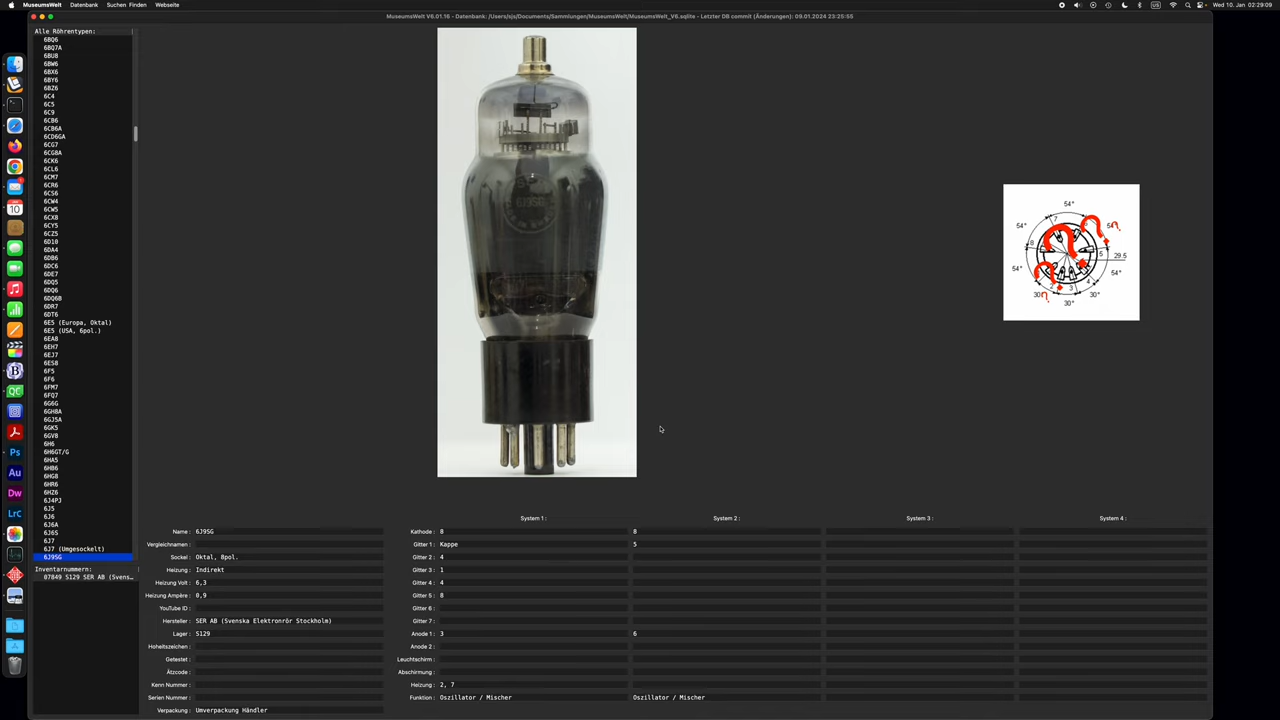 MuseumsWelt Datenbank Suchen Finden Webseite
US
Wed 10. Jan 02:29:09
MuseumsWelt V6.01.16 - Datenbank: /Users/sjs/Documents/Sammlungen/MuseumsWelt/MuseumsWelt_V6.sqlite - Letzter DB commit (Änderungen): 09.01.2024 23:25:55
Alle Röhrentypen:
6BQ6
6BQ7A
6BU8
6BW6
6BX6
6BY6
6BZ6
6C4
6C5
6C9
6CB6
6CB6A
6CD6GA
6CG7
6CG8A
6CK6
6CL6
6CM7
6CR6
6CS6
6CW4
6CW5
6CX8
6CY5
6CZ5
6D10
6DA4
6DB6
6DC6
6DE7
6DQ5
6DQ6
6DQ6B
6DR7
6DT6
6E5 (Europa, Oktal)
6E5 (USA, 6pol.)
6EA8
6EH7
6EJ7
6ES8
6F5
6F6
6FM7
6FQ7
6G6G
6GH8A
6GJ5A
6GK5
6GV8
6H6
6H6GT/G
6HA5
6HB6
6HG8
6HR6
6HZ6
6J4PJ
6J5
6J6
6J6A
6J6S
6J7
6J7 (Umgesockelt)
6J9SG
Inventarnummern:
07849 S129 SER AB (Svens…
6J9SG
54°
54°
7
54°
8
5
29.5
54°
54°
4
30°
3
30°
30°
? ? ? ? ?
System 1 :
System 2 :
System 3 :
System 4 :
Name : 6J9SG
Vergleichnamen :
Sockel : Oktal, 8pol.
Heizung : Indirekt
Heizung Volt : 6,3
Heizung Ampère : 0,9
YouTube ID :
Hersteller : SER AB (Svenska Elektronrör Stockholm)
Lager : S129
Hoheitszeichen :
Getestet :
Ätzcode :
Kenn Nummer :
Serien Nummer :
Verpackung : Umverpackung Händler
Kathode : 8 8
Gitter 1 : Kappe 5
Gitter 2 : 4
Gitter 3 : 1
Gitter 4 : 4
Gitter 5 : 8
Gitter 6 :
Gitter 7 :
Anode 1 : 3 6
Anode 2 :
Leuchtschirm :
Abschirmung :
Heizung : 2, 7
Funktion : Oszillator / Mischer Oszillator / Mischer